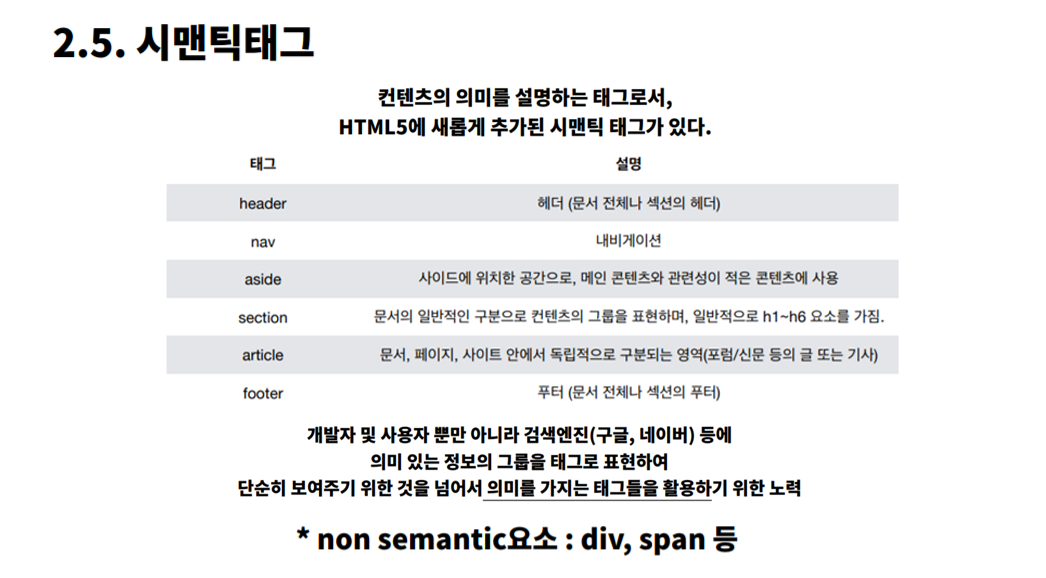 2.5. 시맨틱태그
컨텐츠의 의미를 설명하는 태그로서,
HTML5에 새롭게 추가된 시맨틱 태그가 있다.
태그 설명
header 헤더 (문서 전체나 섹션의 헤더)
nav 내비게이션
aside 사이드에 위치한 공간으로, 메인 콘텐츠와 관련성이 적은 콘텐츠에 사용
section 문서의 일반적인 구분으로 컨텐츠의 그룹을 표현하며, 일반적으로 h1~h6 요소를 가짐.
article 문서, 페이지, 사이트 안에서 독립적으로 구분되는 영역(포럼/신문 등의 글 또는 기사)
footer 푸터 (문서 전체나 섹션의 푸터)
개발자 및 사용자 뿐만 아니라 검색엔진(구글, 네이버) 등에
의미 있는 정보의 그룹을 태그로 표현하여
단순히 보여주기 위한 것을 넘어서 의미를 가지는 태그들을 활용하기 위한 노력
* non semantic요소 : div, span 등